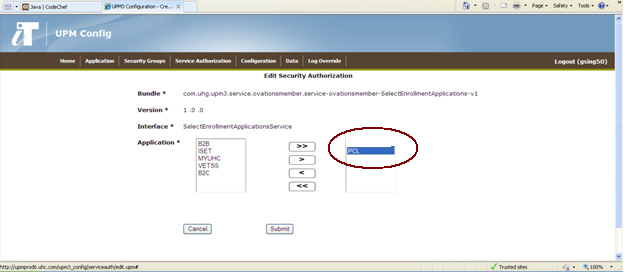 Java | CodeChef
UPM3 Configuration - Cre...
Page
Safety
Tools
iT
UPM Config
Home
Application
Security Groups
Service Authorization
Configuration
Data
Log Override
Logout (gsing50)
Edit Security Authorization
Bundle * com.uhg.upm3.service.ovationsmember.service-ovationsmember-SelectEnrollmentApplications-v1
Version * 1 .0 .0
Interface * SelectEnrollmentApplicationsService
Application *
B2B
ISET
MYUHC
VETSS
B2C
>>
>
<
<<
PCL
Cancel
Submit
http://upmprod6.uhc.com/upm3_config/serviceauth/edit.upm#
Trusted sites
100%